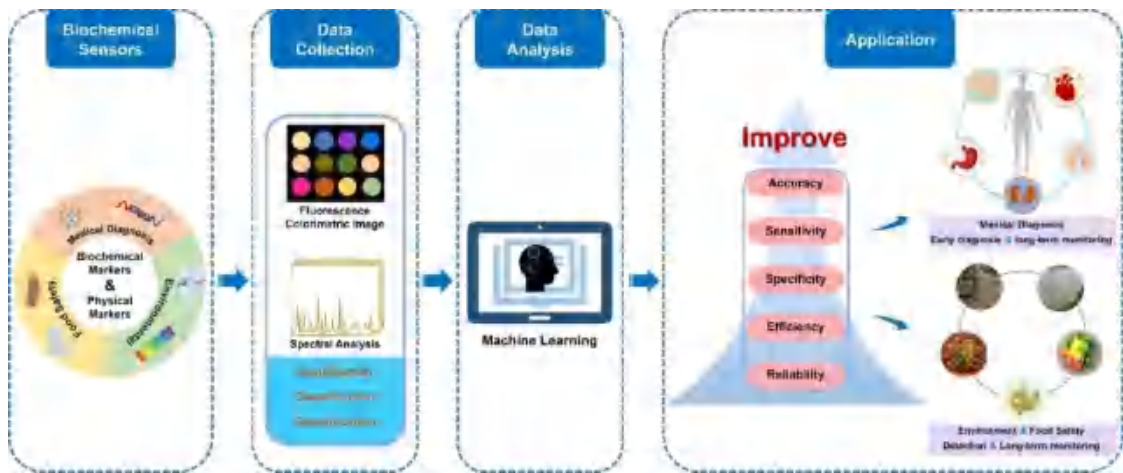 Biochemical
Sensors
Medical Diagnosis
Biochemical
Markers
&
Physical
Markers
Food Safety
Environmental
Data
Collection
Fluorescence
Colorimetric Image
Spectral Analysis
Data
Analysis
Machine Learning
Application
Improve
Accuracy
Sensitivity
Specificity
Efficiency
Reliability
Medical Diagnosis
Early diagnosis & long-term monitoring
Environment & Food Safety
Detection & Long-term monitoring